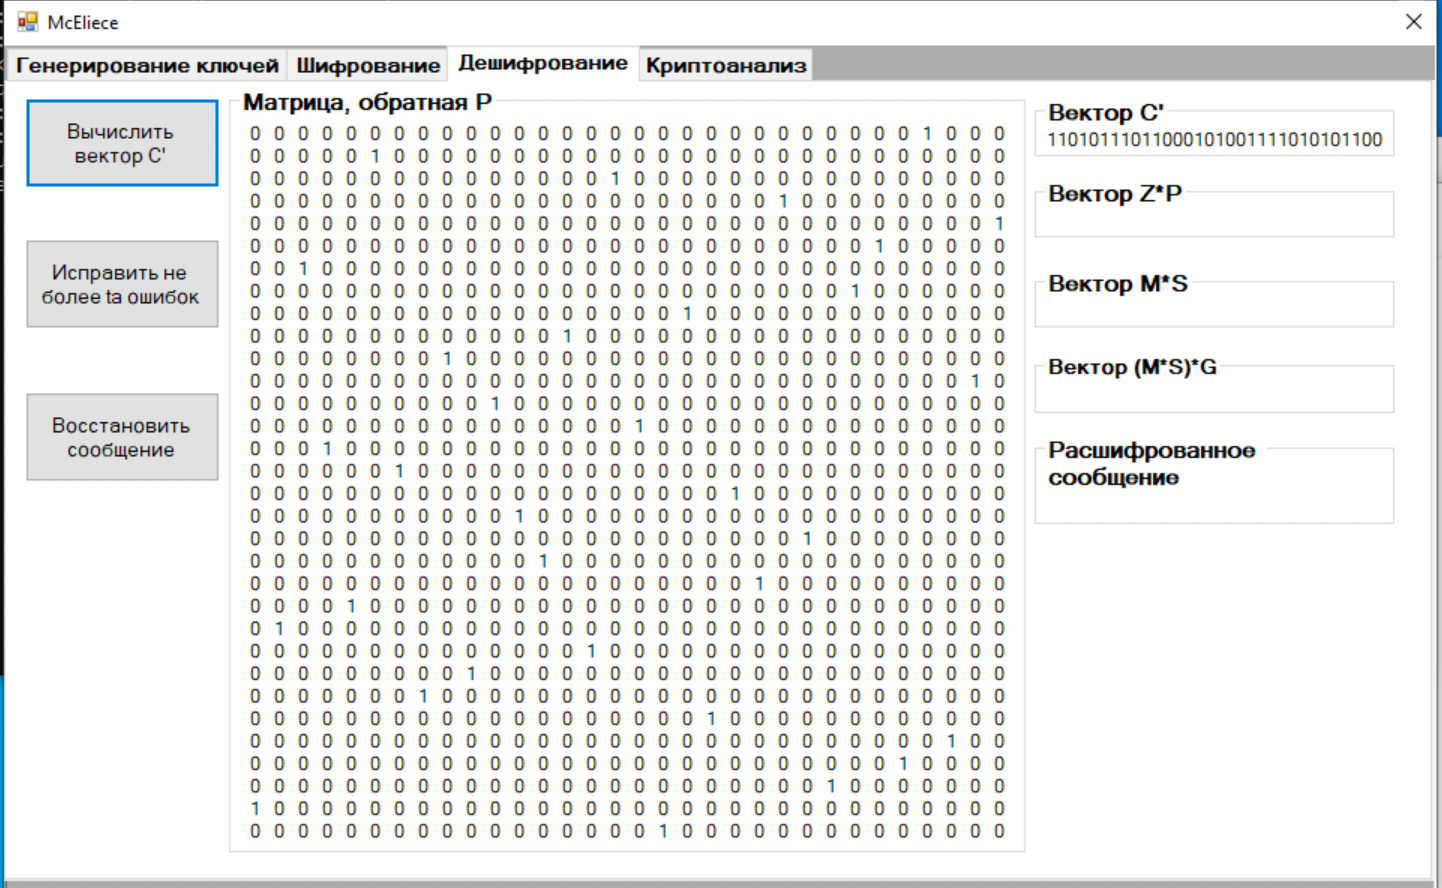 McEliece
Генерирование ключей
Шифрование
Дешифрование
Криптоанализ
Вычислить
вектор C'
Исправить не
более ta ошибок
Восстановить
сообщение
Матрица, обратная P
0 0 0 0 0 0 0 0 0 0 0 0 0 0 0 0 0 0 0 0 0 0 0 0 0 0 0 0 1 0 0 0
0 0 0 0 0 1 0 0 0 0 0 0 0 0 0 0 0 0 0 0 0 0 0 0 0 0 0 0 0 0 0 0
0 0 0 0 0 0 0 0 0 0 0 0 0 0 0 1 0 0 0 0 0 0 0 0 0 0 0 0 0 0 0 0
0 0 0 0 0 0 0 0 0 0 0 0 0 0 0 0 0 0 0 0 0 0 1 0 0 0 0 0 0 0 0 0
0 0 0 0 0 0 0 0 0 0 0 0 0 0 0 0 0 0 0 0 0 0 0 0 0 0 0 0 0 0 0 1
0 0 0 0 0 0 0 0 0 0 0 0 0 0 0 0 0 0 0 0 0 0 0 0 0 0 1 0 0 0 0 0
0 0 1 0 0 0 0 0 0 0 0 0 0 0 0 0 0 0 0 0 0 0 0 0 0 0 0 0 0 0 0 0
0 0 0 0 0 0 0 0 0 0 0 0 0 0 0 0 0 0 0 0 0 0 0 0 0 1 0 0 0 0 0 0
0 0 0 0 0 0 0 0 0 0 0 0 0 0 0 0 0 0 1 0 0 0 0 0 0 0 0 0 0 0 0 0
0 0 0 0 0 0 0 0 0 0 0 0 0 1 0 0 0 0 0 0 0 0 0 0 0 0 0 0 0 0 0 0
0 0 0 0 0 0 0 0 1 0 0 0 0 0 0 0 0 0 0 0 0 0 0 0 0 0 0 0 0 0 0 0
0 0 0 0 0 0 0 0 0 0 0 0 0 0 0 0 0 0 0 0 0 0 0 0 0 0 0 0 0 0 1 0
0 0 0 0 0 0 0 0 0 0 1 0 0 0 0 0 0 0 0 0 0 0 0 0 0 0 0 0 0 0 0 0
0 0 0 0 0 0 0 0 0 0 0 0 0 0 0 0 1 0 0 0 0 0 0 0 0 0 0 0 0 0 0 0
0 0 0 1 0 0 0 0 0 0 0 0 0 0 0 0 0 0 0 0 0 0 0 0 0 0 0 0 0 0 0 0
0 0 0 0 0 0 1 0 0 0 0 0 0 0 0 0 0 0 0 0 0 0 0 0 0 0 0 0 0 0 0 0
0 0 0 0 0 0 0 0 0 0 0 0 0 0 0 0 0 0 0 0 1 0 0 0 0 0 0 0 0 0 0 0
0 0 0 0 0 0 0 0 0 0 0 1 0 0 0 0 0 0 0 0 0 0 0 0 0 0 0 0 0 0 0 0
0 0 0 0 0 0 0 0 0 0 0 0 0 0 0 0 0 0 0 0 0 0 0 1 0 0 0 0 0 0 0 0
0 0 0 0 0 0 0 0 0 0 0 0 1 0 0 0 0 0 0 0 0 0 0 0 0 0 0 0 0 0 0 0
0 0 0 0 0 0 0 0 0 0 0 0 0 0 0 0 0 0 0 0 0 1 0 0 0 0 0 0 0 0 0 0
0 0 0 0 1 0 0 0 0 0 0 0 0 0 0 0 0 0 0 0 0 0 0 0 0 0 0 0 0 0 0 0
0 1 0 0 0 0 0 0 0 0 0 0 0 0 0 0 0 0 0 0 0 0 0 0 0 0 0 0 0 0 0 0
0 0 0 0 0 0 0 0 0 0 0 0 0 0 1 0 0 0 0 0 0 0 0 0 0 0 0 0 0 0 0 0
0 0 0 0 0 0 0 0 0 1 0 0 0 0 0 0 0 0 0 0 0 0 0 0 0 0 0 0 0 0 0 0
0 0 0 0 0 0 0 1 0 0 0 0 0 0 0 0 0 0 0 0 0 0 0 0 0 0 0 0 0 0 0 0
0 0 0 0 0 0 0 0 0 0 0 0 0 0 0 0 0 0 0 1 0 0 0 0 0 0 0 0 0 0 0 0
0 0 0 0 0 0 0 0 0 0 0 0 0 0 0 0 0 0 0 0 0 0 0 0 0 0 0 0 0 1 0 0
0 0 0 0 0 0 0 0 0 0 0 0 0 0 0 0 0 0 0 0 0 0 0 0 0 0 0 1 0 0 0 0
0 0 0 0 0 0 0 0 0 0 0 0 0 0 0 0 0 0 0 0 0 0 0 0 1 0 0 0 0 0 0 0
1 0 0 0 0 0 0 0 0 0 0 0 0 0 0 0 0 0 0 0 0 0 0 0 0 0 0 0 0 0 0 0
0 0 0 0 0 0 0 0 0 0 0 0 0 0 0 0 0 1 0 0 0 0 0 0 0 0 0 0 0 0 0 0
Вектор C'
11010111011000101001111010101100
Вектор Z*P
Вектор M*S
Вектор (M*S)*G
Расшифрованное
сообщение